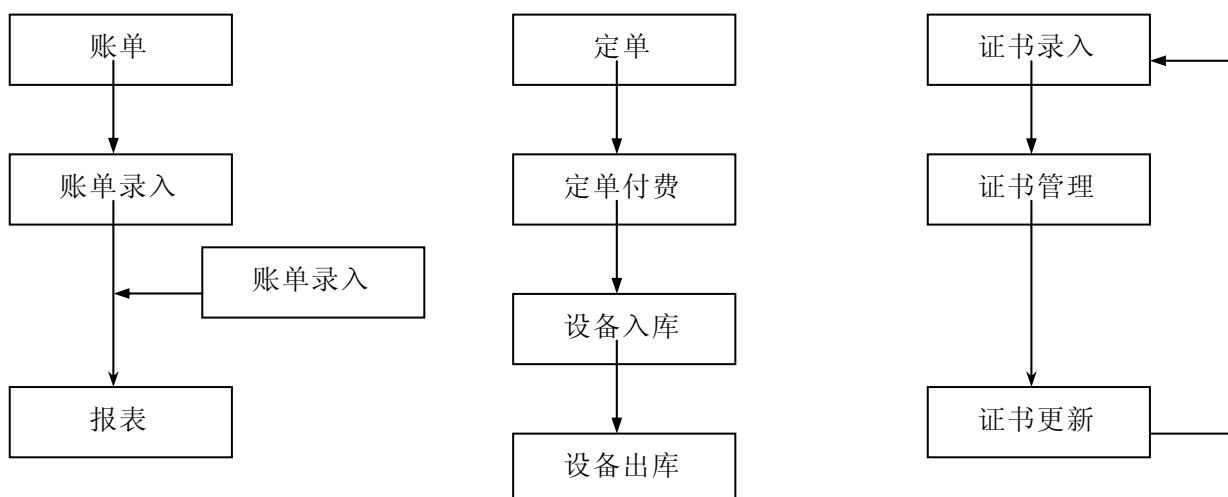 账单
定单
证书录入
账单录入
定单付费
证书管理
账单录入
设备入库
报表
证书更新
设备出库